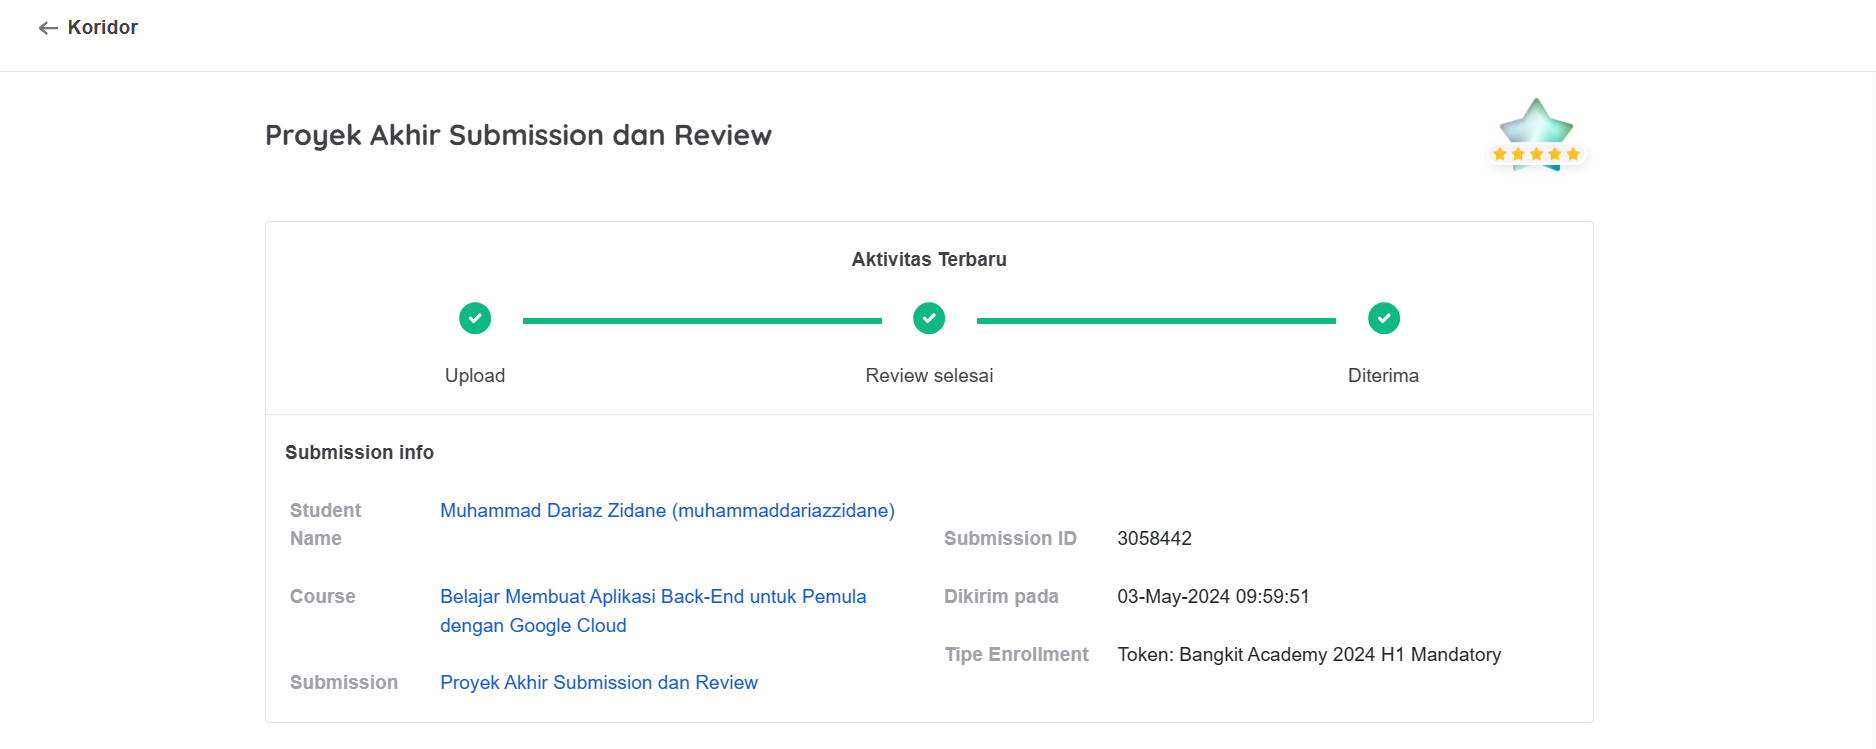 Koridor
Proyek Akhir Submission dan Review
Aktivitas Terbaru
Upload
Review selesai
Diterima
Submission info
Student
Name
Muhammad Dariaz Zidane (muhammaddariazzidane)
Course
Belajar Membuat Aplikasi Back-End untuk Pemula
dengan Google Cloud
Submission
Proyek Akhir Submission dan Review
Submission ID
3058442
Dikirim pada
03-May-2024 09:59:51
Tipe Enrollment
Token: Bangkit Academy 2024 H1 Mandatory